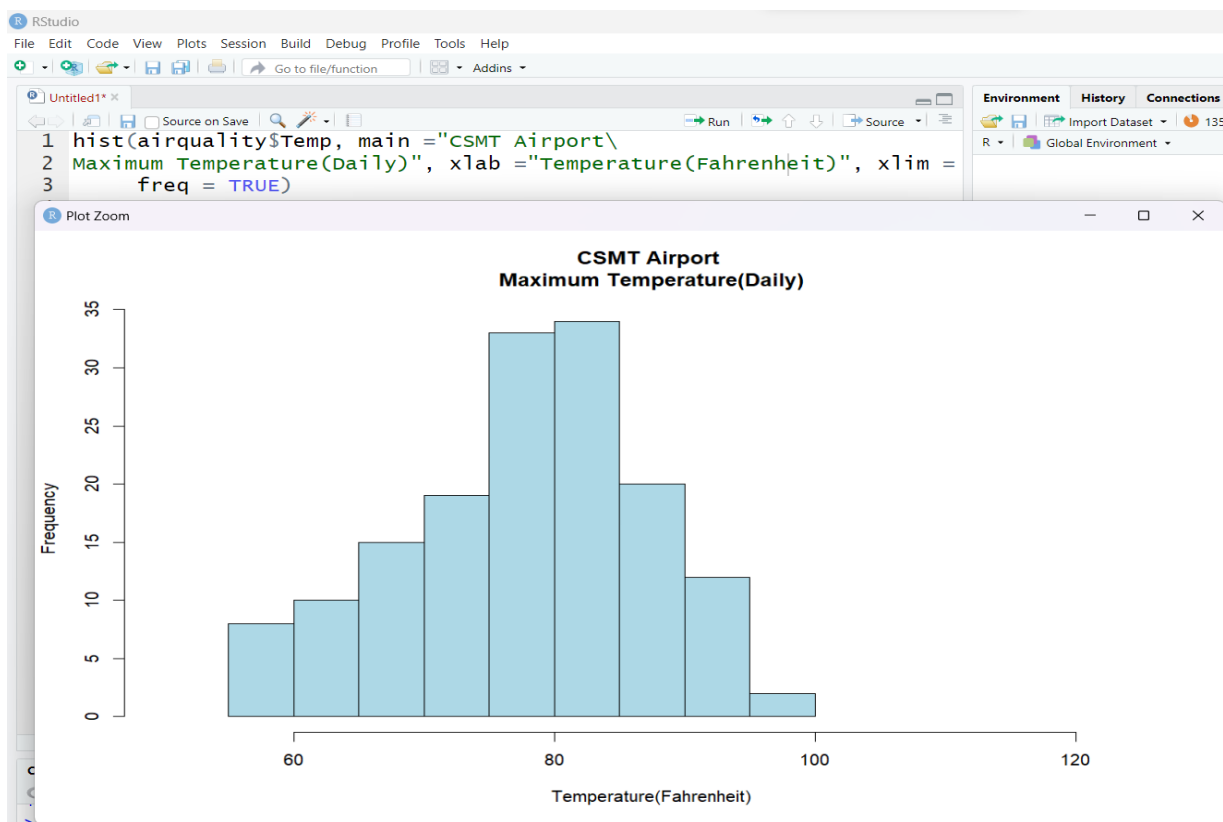 RStudio
File Edit Code View Plots Session Build Debug Profile Tools Help
Go to file/function Addins
Untitled1* Environment History Connections
Source on Save Run Source Import Dataset 135
R Global Environment
1 hist(airquality$Temp, main ="CSMT Airport\
2 Maximum Temperature(Daily)", xlab ="Temperature(Fahrenheit)", xlim =
3 freq = TRUE)
Plot Zoom
CSMT Airport
Maximum Temperature(Daily)
35
30
25
20
15
10
5
0
Frequency
60 80 100 120
Temperature(Fahrenheit)